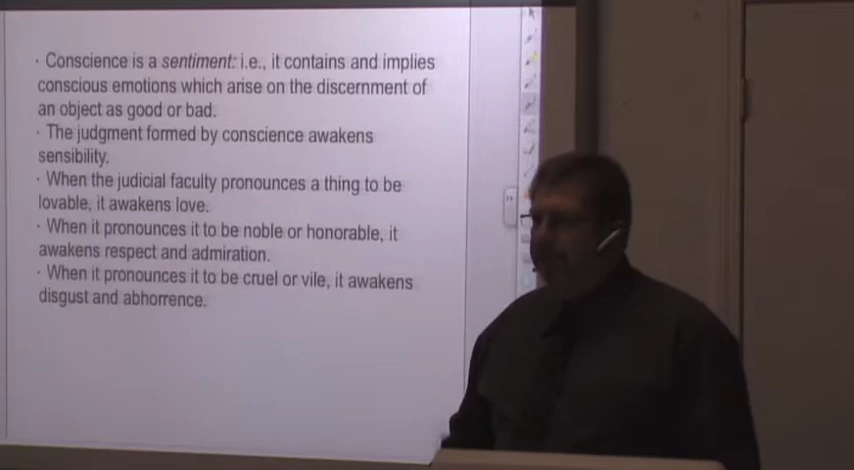 · Conscience is a sentiment: i.e., it contains and implies
conscious emotions which arise on the discernment of
an object as good or bad.
· The judgment formed by conscience awakens
sensibility.
· When the judicial faculty pronounces a thing to be
lovable, it awakens love.
· When it pronounces it to be noble or honorable, it
awakens respect and admiration.
· When it pronounces it to be cruel or vile, it awakens
disgust and abhorrence.